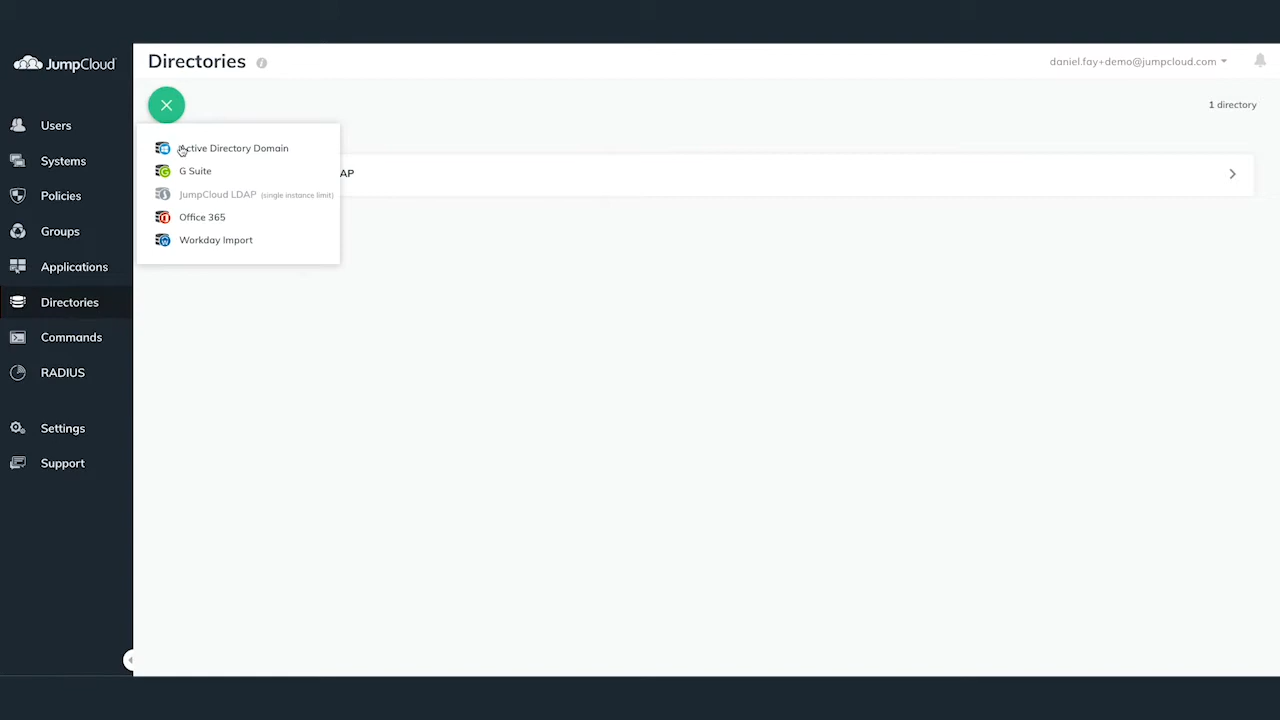 JumpCloud
Directories
daniel.fay+demo@jumpcloud.com
1 directory
Users
Systems
Policies
Groups
Applications
Directories
Commands
RADIUS
Settings
Support
Active Directory Domain
G Suite
JumpCloud LDAP (single instance limit)
Office 365
Workday Import
AP